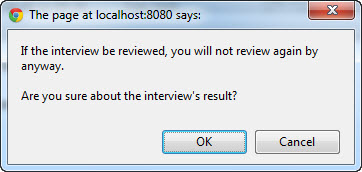 The page at localhost:8080 says:
If the interview be reviewed, you will not review again by
anyway.
Are you sure about the interview's result?
OK
Cancel